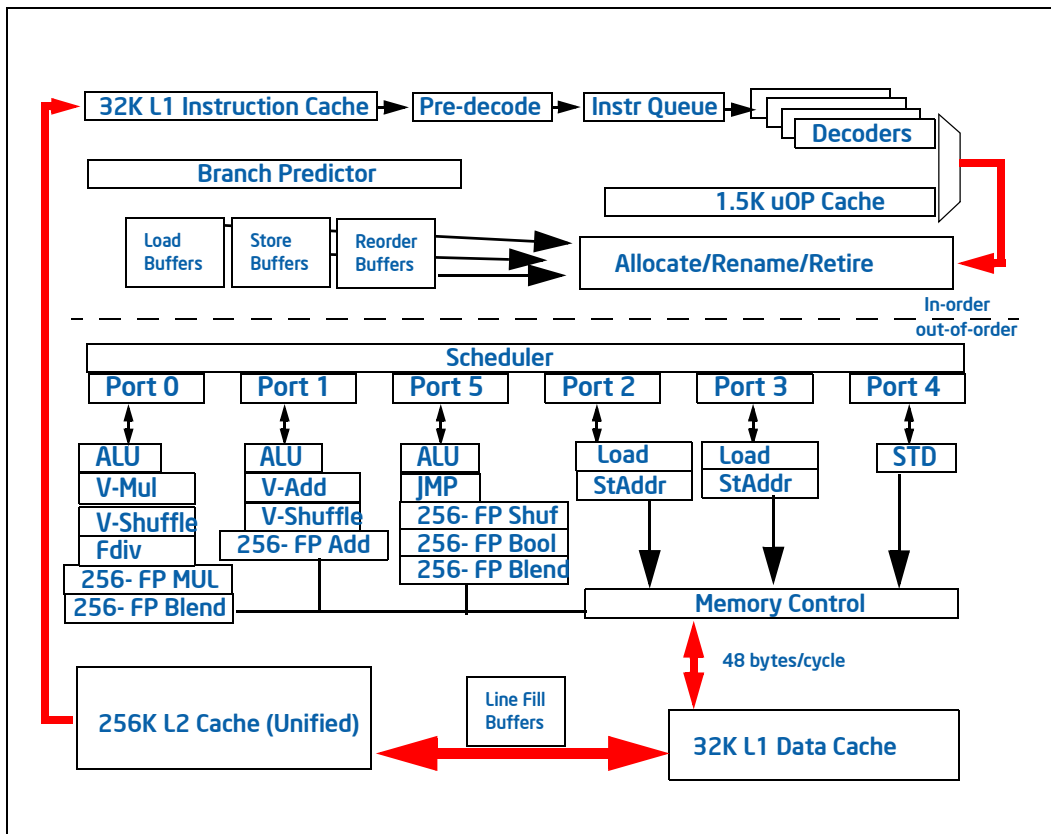 32K L1 Instruction Cache
Pre-decode
Instr Queue
Decoders
Branch Predictor
1.5K uOP Cache
Load
Buffers
Store
Buffers
Reorder
Buffers
Allocate/Rename/Retire
In-order
out-of-order
Scheduler
Port 0
Port 1
Port 5
Port 2
Port 3
Port 4
ALU
V-Mul
V-Shuffle
Fdiv
256- FP MUL
256- FP Blend
ALU
V-Add
V-Shuffle
256- FP Add
ALU
JMP
256- FP Shuf
256- FP Bool
256- FP Blend
Load
StAddr
Load
StAddr
STD
Memory Control
48 bytes/cycle
256K L2 Cache (Unified)
Line Fill
Buffers
32K L1 Data Cache